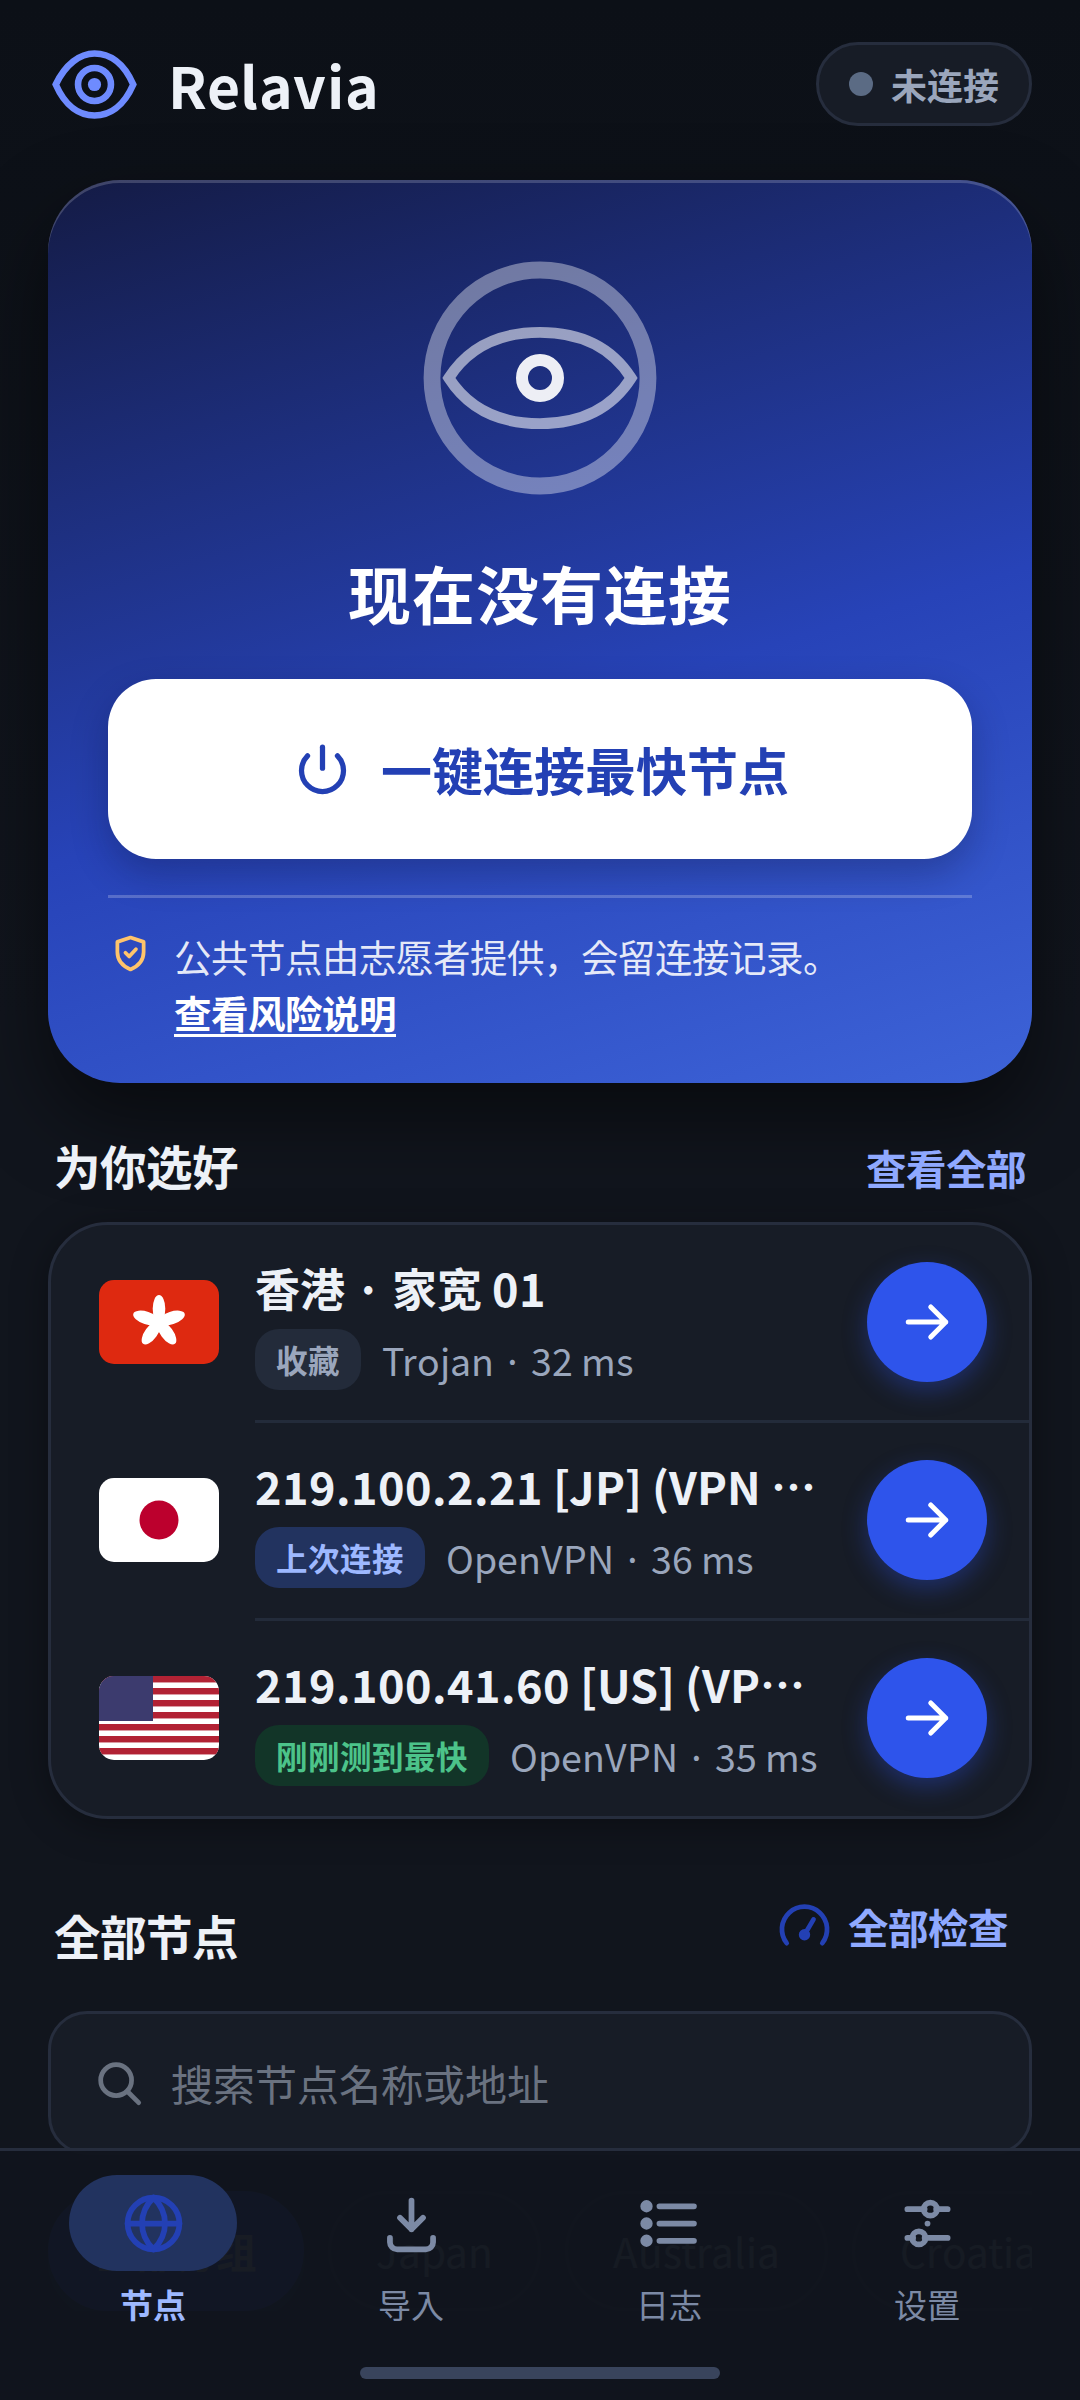 Relavia
未连接
现在没有连接
一键连接最快节点
公共节点由志愿者提供，会留连接记录。
查看风险说明
为你选好
查看全部
香港 · 家宽 01
收藏 Trojan · 32 ms
219.100.2.21 [JP] (VPN ···
上次连接 OpenVPN · 36 ms
219.100.41.60 [US] (VP···
刚刚测到最快 OpenVPN · 35 ms
全部节点
全部检查
搜索节点名称或地址
组 Japan Australia Croatia
节点 导入 日志 设置